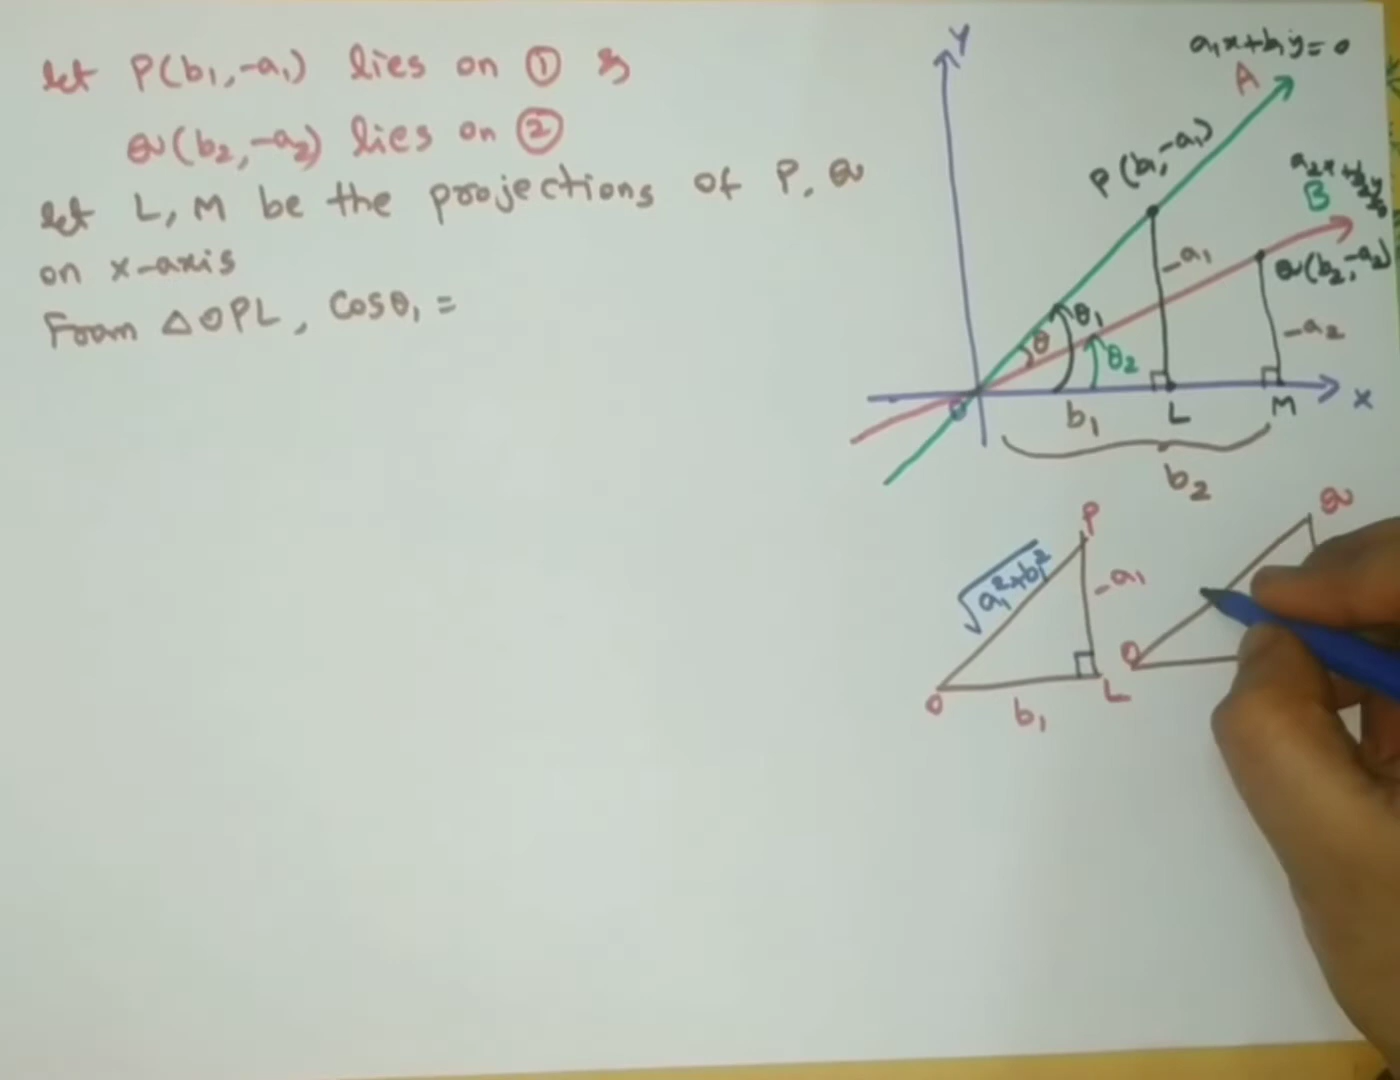 let P(b₁,-a₁) lies on ① &
Q(b₂,-a₂) lies on ②
let L, M be the projections of P, Q
on x-axis
From △OPL, Cosθ₁ =
Y
a₁x+b₁y=0
A
P(b₁,-a₁)
B
Q(b₂,-a₂)
-a₁
-a₂
θ₁
θ
θ₂
O
b₁
L
M
X
b₂
P
√a₁²+b₁²
-a₁
O
b₁
L
Q
O